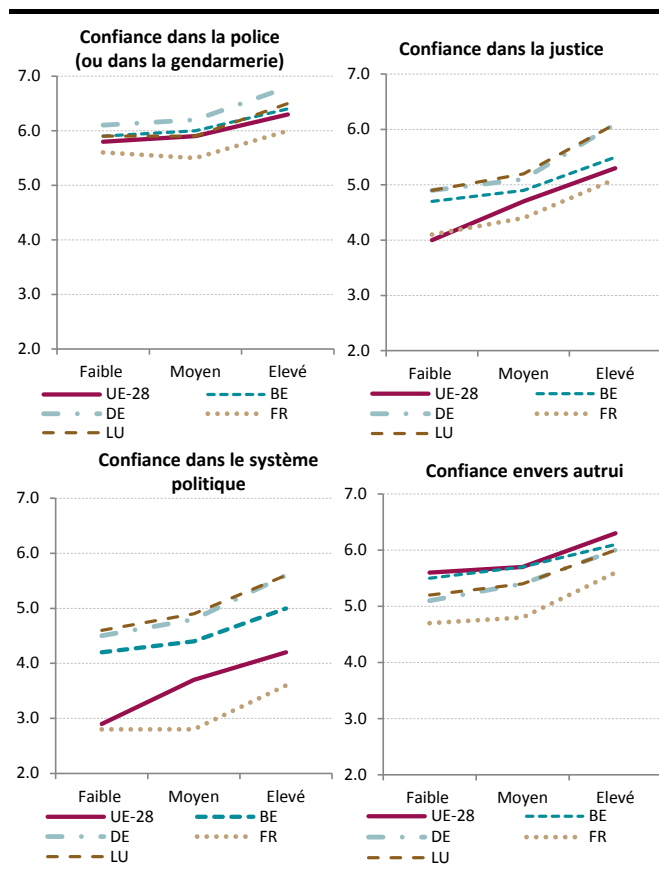 Confiance dans la police
(ou dans la gendarmerie)
7.0
6.0
5.0
4.0
3.0
2.0
Faible Moyen Elevé
UE-28 BE
DE FR
LU
Confiance dans la justice
7.0
6.0
5.0
4.0
3.0
2.0
Faible Moyen Elevé
UE-28 BE
DE FR
LU
Confiance dans le système
politique
7.0
6.0
5.0
4.0
3.0
2.0
Faible Moyen Elevé
UE-28 BE
DE FR
LU
Confiance envers autrui
7.0
6.0
5.0
4.0
3.0
2.0
Faible Moyen Elevé
UE-28 BE
DE FR
LU